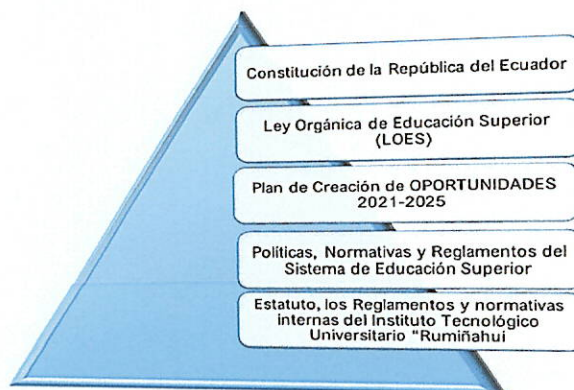 Constitución de la República del Ecuador
Ley Orgánica de Educación Superior
(LOES)
Plan de Creación de OPORTUNIDADES
2021-2025
Políticas, Normativas y Reglamentos del
Sistema de Educación Superior
Estatuto, los Reglamentos y normativas
internas del Instituto Tecnológico
Universitario "Rumiñahui